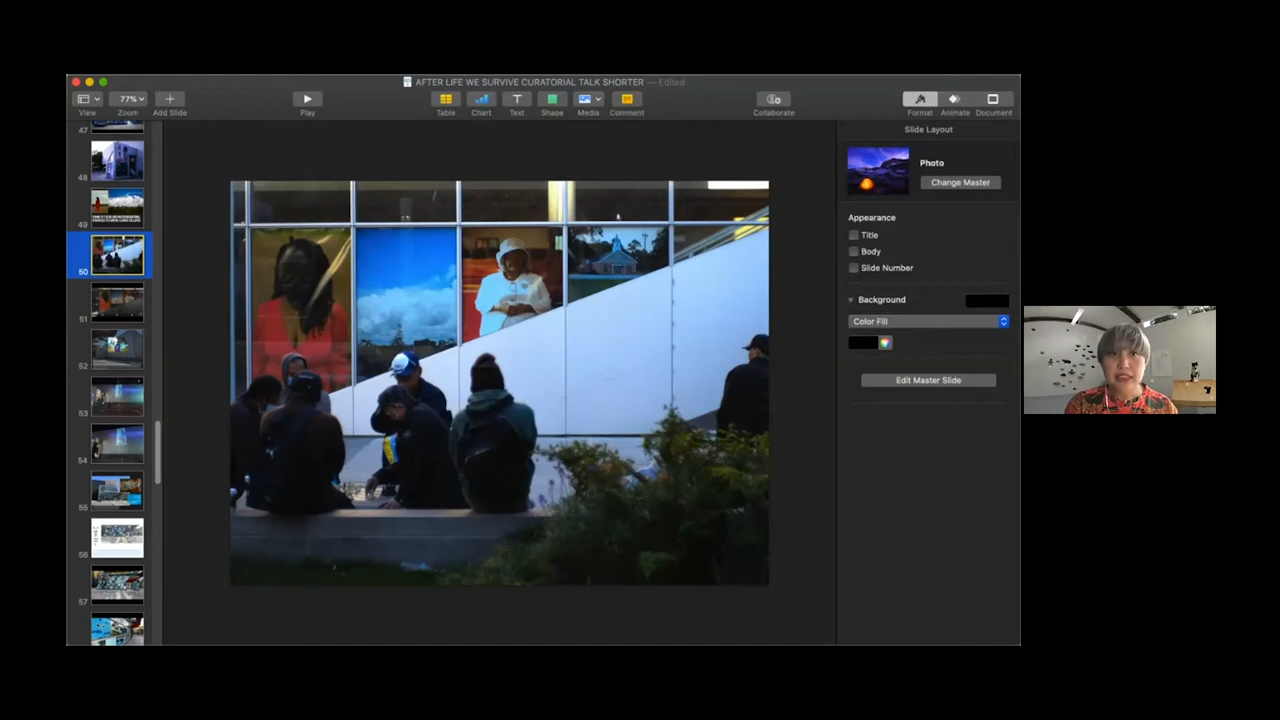 AFTER LIFE WE SURVIVE CURATORIAL TALK SHORTER — Edited
77%
View
Zoom
Add Slide
Play
Table
Chart
Text
Shape
Media
Comment
Collaborate
Format
Animate
Document
47
48
49
50
51
52
53
54
55
56
57
Slide Layout
Photo
Change Master
Appearance
Title
Body
Slide Number
Background
Color Fill
Edit Master Slide